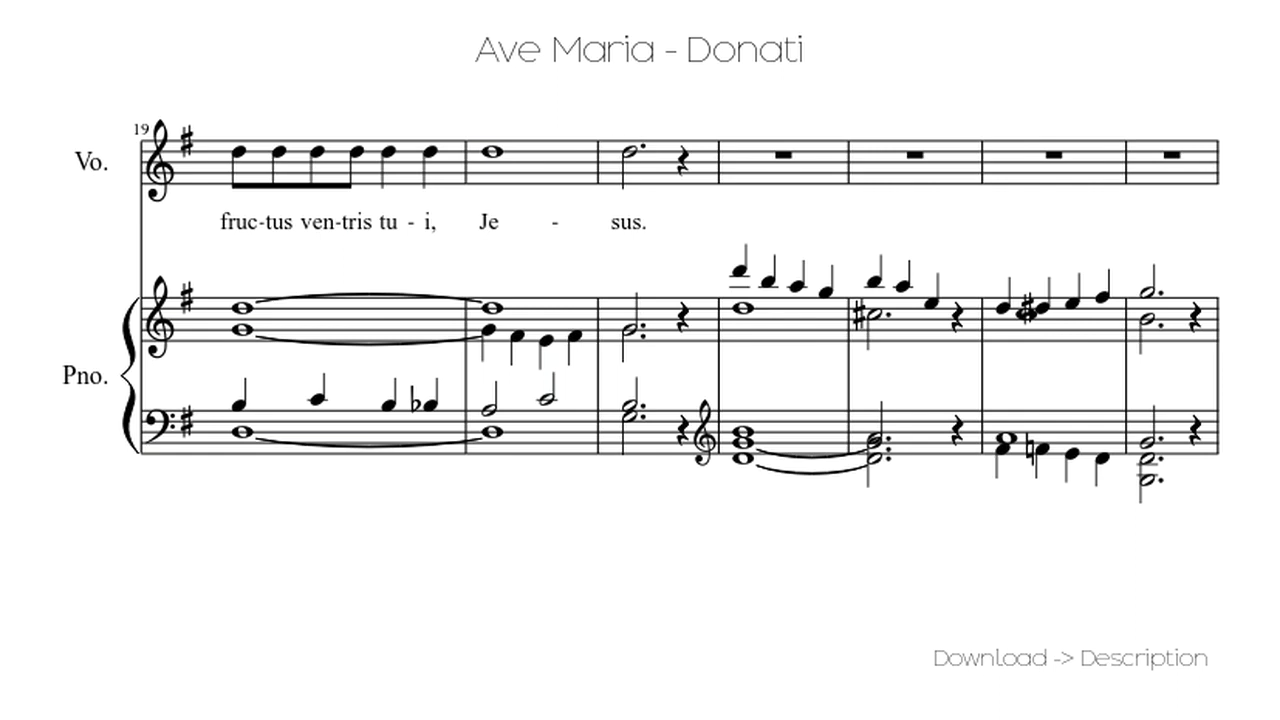 Ave Maria - Donati
19
Vo.
fruc-tus ven-tris tu - i, Je - sus.
Pno.
Download -> Description